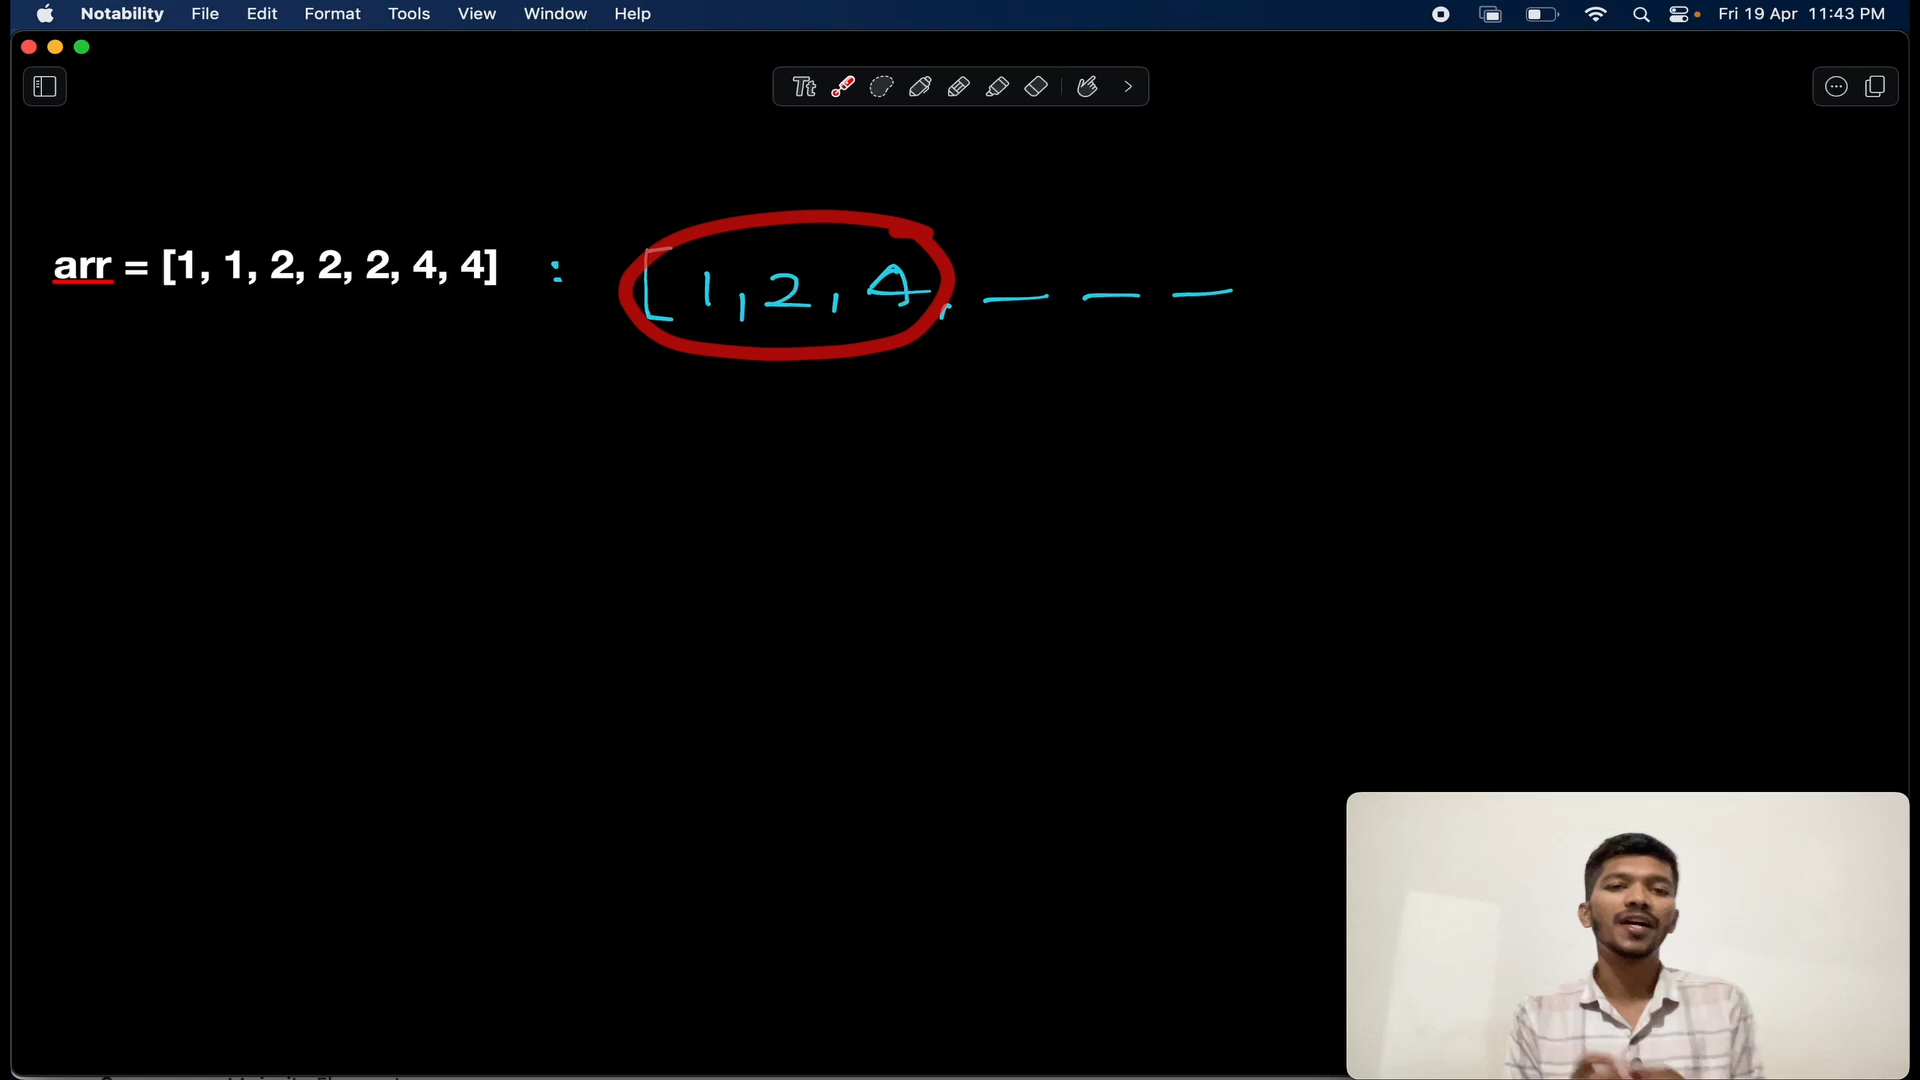 Notability File Edit Format Tools View Window Help Fri 19 Apr 11:43 PM
Tt
arr = [1, 1, 2, 2, 2, 4, 4] : [ 1, 2, 4, _ _ _